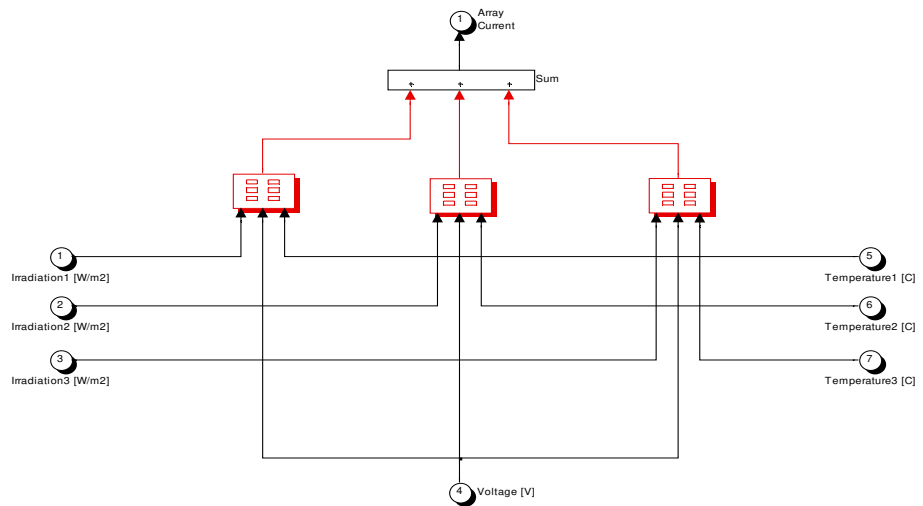 1
Array
Current
Sum
+ + +
1
Irradiation1 [W/m2]
5
Temperature1 [C]
2
Irradiation2 [W/m2]
6
Temperature2 [C]
3
Irradiation3 [W/m2]
7
Temperature3 [C]
4
Voltage [V]